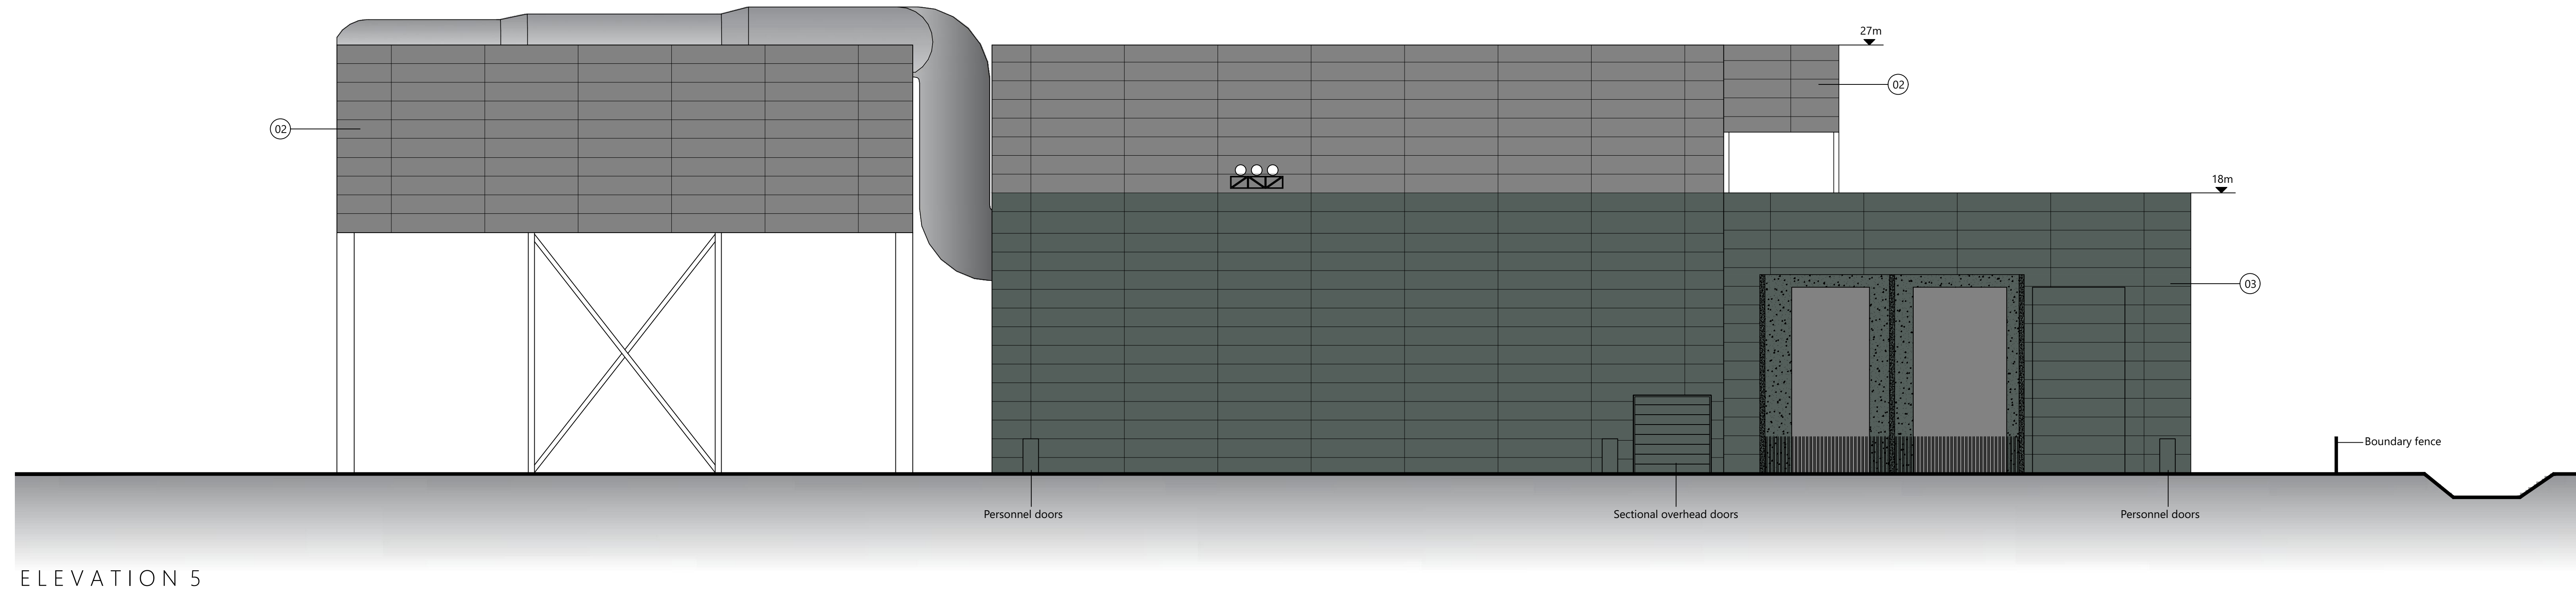 27m
02
02
18m
03
Boundary fence
Personnel doors
Sectional overhead doors
Personnel doors
ELEVATION 5